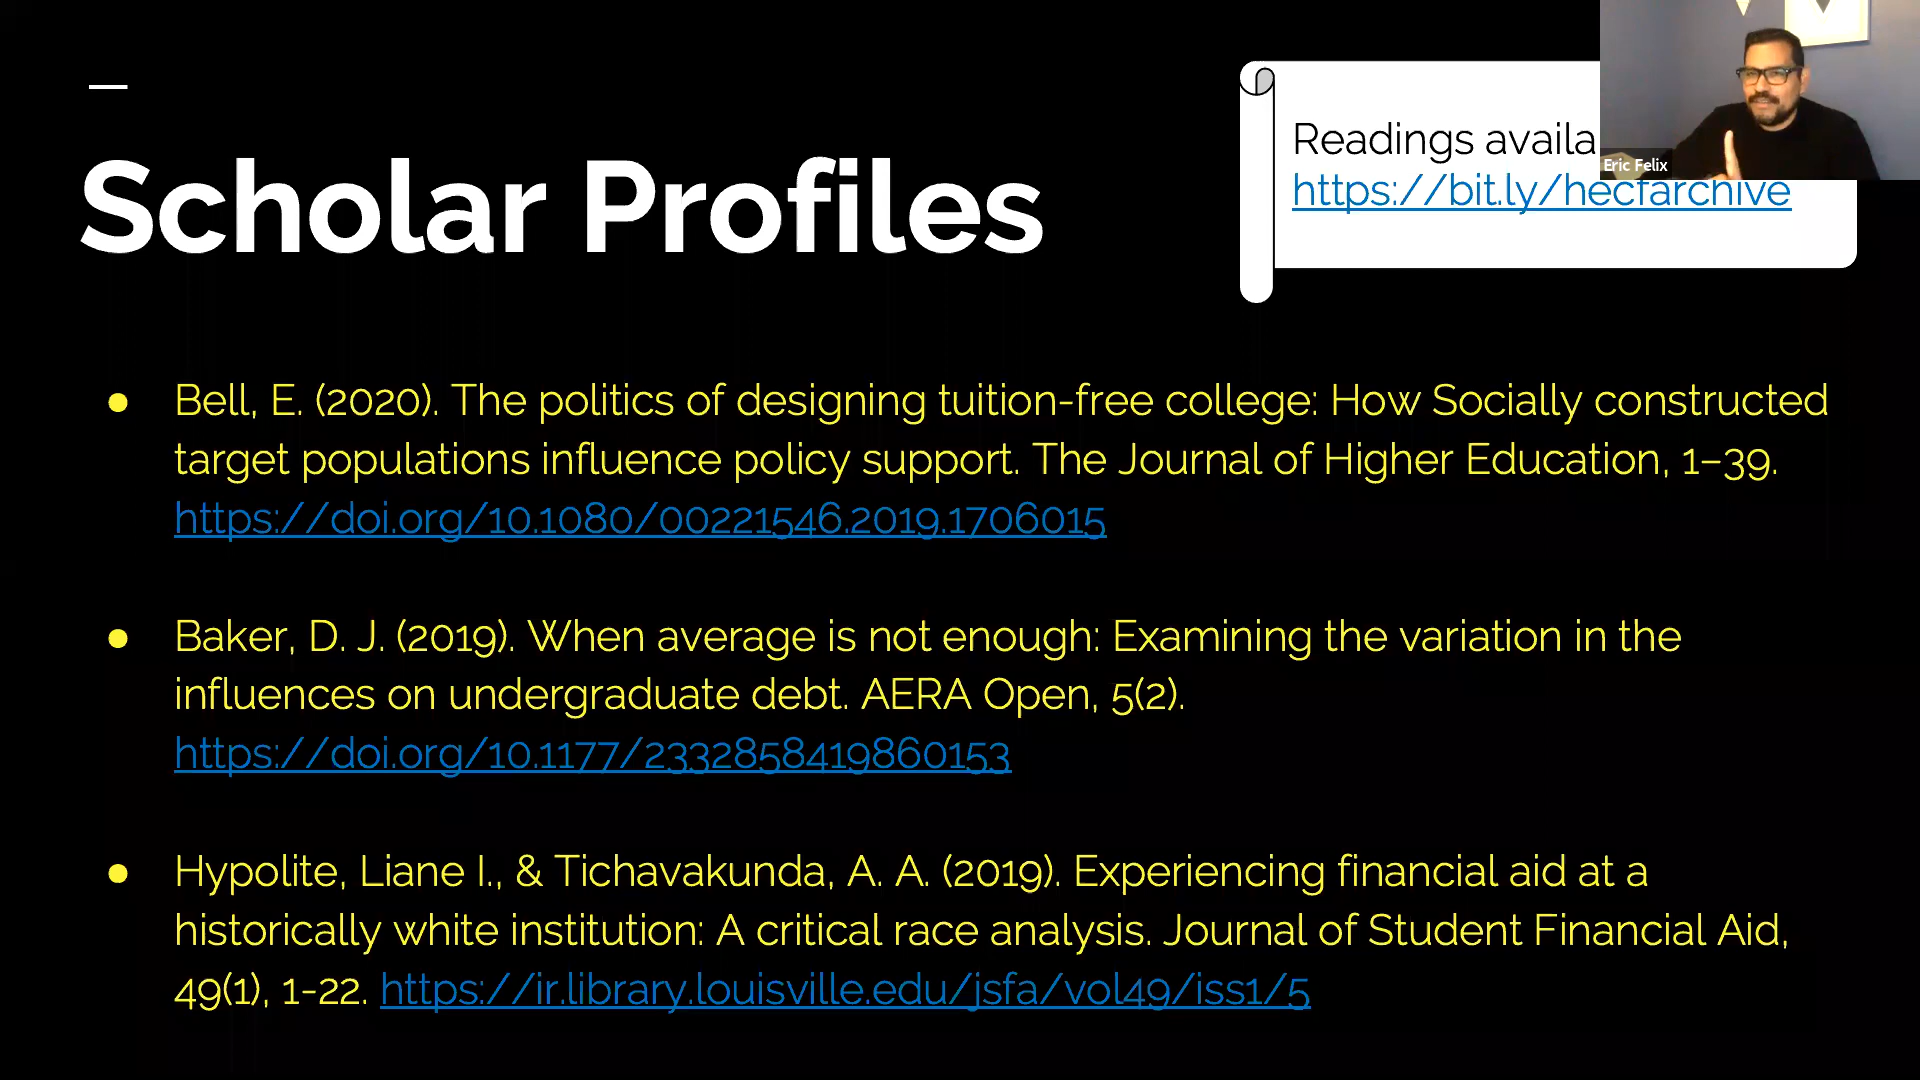 Scholar Profiles
Readings
https://bit.ly/hecfarchive
Eric Felix
● Bell, E. (2020). The politics of designing tuition-free college: How Socially constructed
target populations influence policy support. The Journal of Higher Education, 1–39.
https://doi.org/10.1080/00221546.2019.1706015
● Baker, D. J. (2019). When average is not enough: Examining the variation in the
influences on undergraduate debt. AERA Open, 5(2).
https://doi.org/10.1177/2332858419860153
● Hypolite, Liane I., & Tichavakunda, A. A. (2019). Experiencing financial aid at a
historically white institution: A critical race analysis. Journal of Student Financial Aid,
49(1), 1-22. https://ir.library.louisville.edu/jsfa/vol49/iss1/5